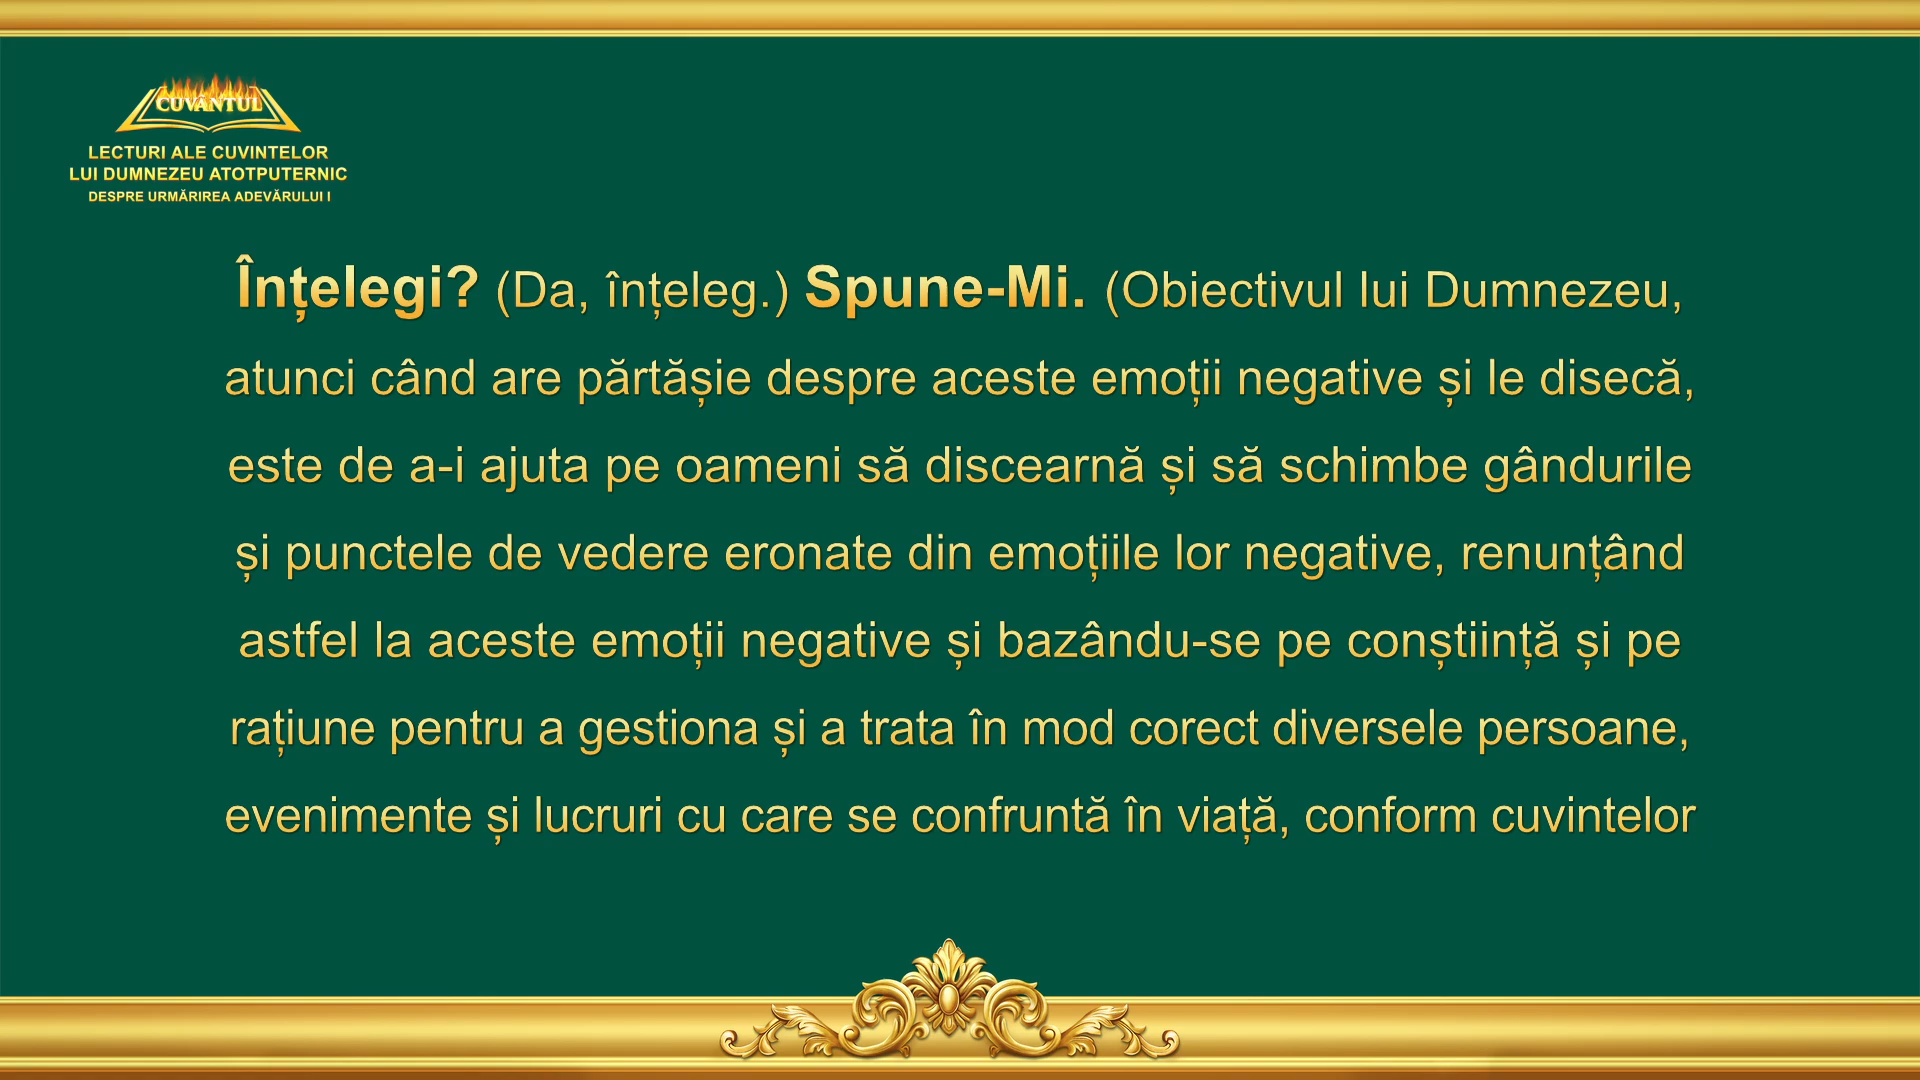 CUVÂNTUL
LECTURI ALE CUVINTELOR
LUI DUMNEZEU ATOTPUTERNIC
DESPRE URMĂRIREA ADEVĂRULUI I
Înțelegi? (Da, înțeleg.) Spune-Mi. (Obiectivul lui Dumnezeu,
atunci când are părtășie despre aceste emoții negative și le disecă,
este de a-i ajuta pe oameni să discearnă și să schimbe gândurile
și punctele de vedere eronate din emoțiile lor negative, renunțând
astfel la aceste emoții negative și bazându-se pe conștiință și pe
rațiune pentru a gestiona și a trata în mod corect diversele persoane,
evenimente și lucruri cu care se confruntă în viață, conform cuvintelor